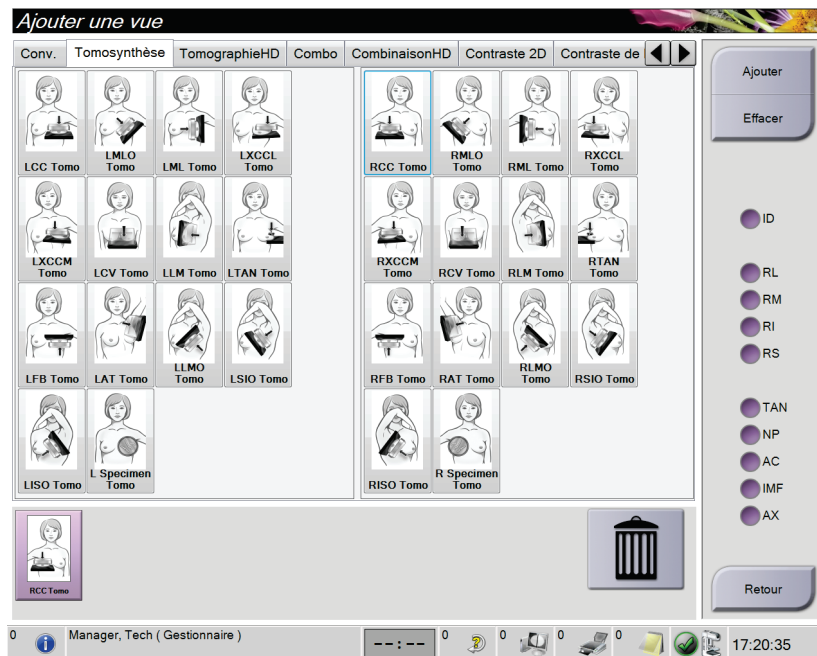 Ajouter une vue
Conv. Tomosynthèse TomographieHD Combo CombinaisonHD Contraste 2D Contraste de
LCC Tomo
LMLO
Tomo
LML Tomo
LXCCL
Tomo
RCC Tomo
RMLO
Tomo
RML Tomo
RXCCL
Tomo
LXCCM
Tomo
LCV Tomo
LLM Tomo
LTAN Tomo
RXCCM
Tomo
RCV Tomo
RLM Tomo
RTAN
Tomo
LFB Tomo
LAT Tomo
LLMO
Tomo
LSIO Tomo
RFB Tomo
RAT Tomo
RLMO
Tomo
RSIO Tomo
LISO Tomo
L Specimen
Tomo
RISO Tomo
R Specimen
Tomo
Ajouter
Effacer
ID
RL
RM
RI
RS
TAN
NP
AC
IMF
AX
Retour
RCC Tomo
0 Manager, Tech ( Gestionnaire ) --:-- 0 0 0 0 17:20:35